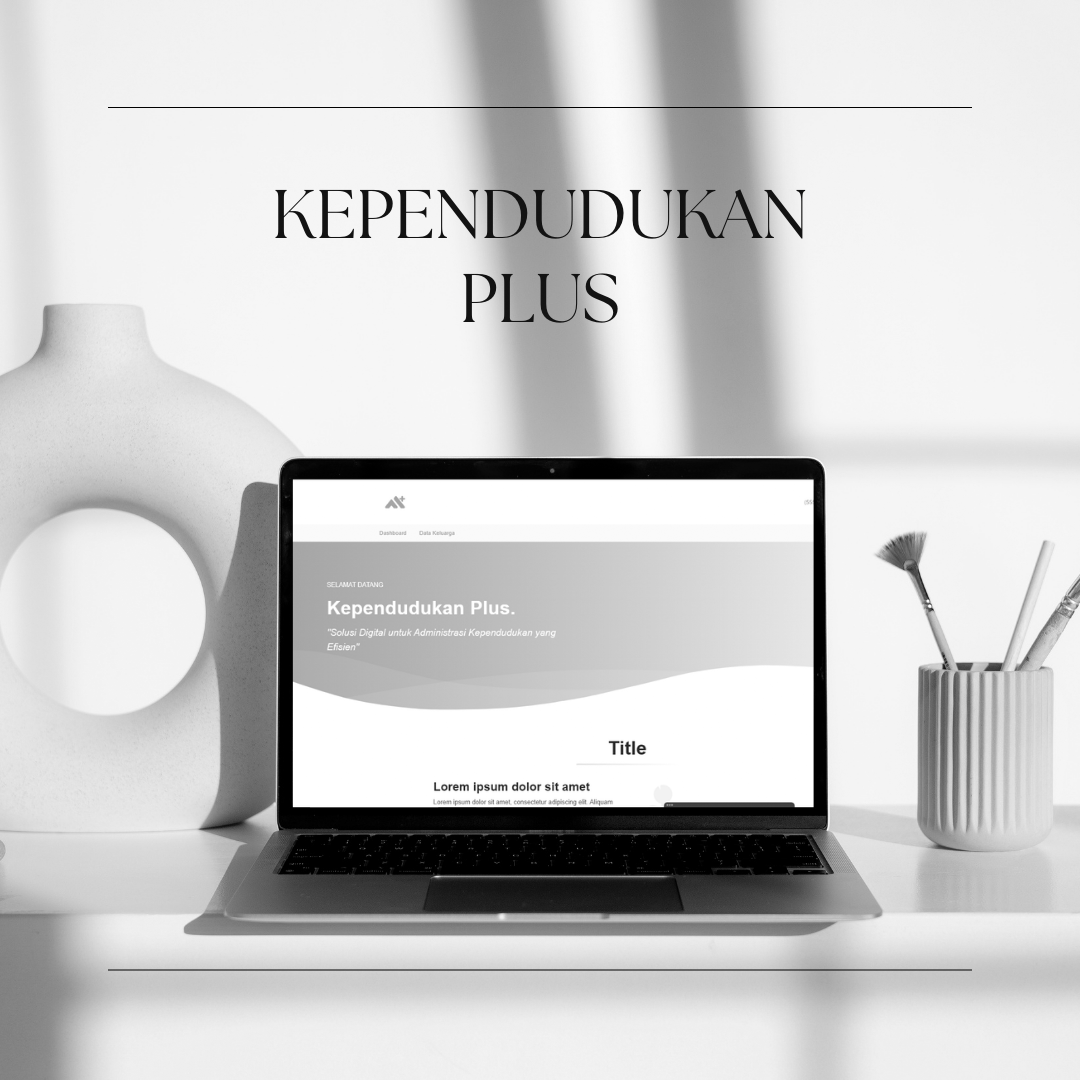 KEPENDUDUKAN
PLUS
Dashboard Data Keluarga
SELAMAT DATANG
Kependudukan Plus.
"Solusi Digital untuk Administrasi Kependudukan yang
Efisien"
Title
Lorem ipsum dolor sit amet
Lorem ipsum dolor sit amet, consectetur adipiscing elit. Aliquam